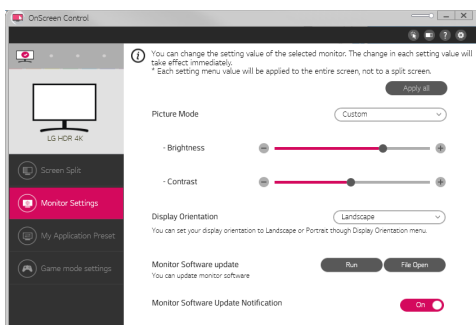 OnScreen Control
You can change the setting value of the selected monitor. The change in each setting value will
take effect immediately.
* Each setting menu value will be applied to the entire screen, not to a split screen.
Apply all
LG HDR 4K
Screen Split
Monitor Settings
My Application Preset
Game mode settings
Picture Mode
Custom
- Brightness
- Contrast
Display Orientation
Landscape
You can set your display orientation to Landscape or Portrait though Display Orientation menu.
Monitor Software update
Run
File Open
You can update monitor software
Monitor Software Update Notification
On